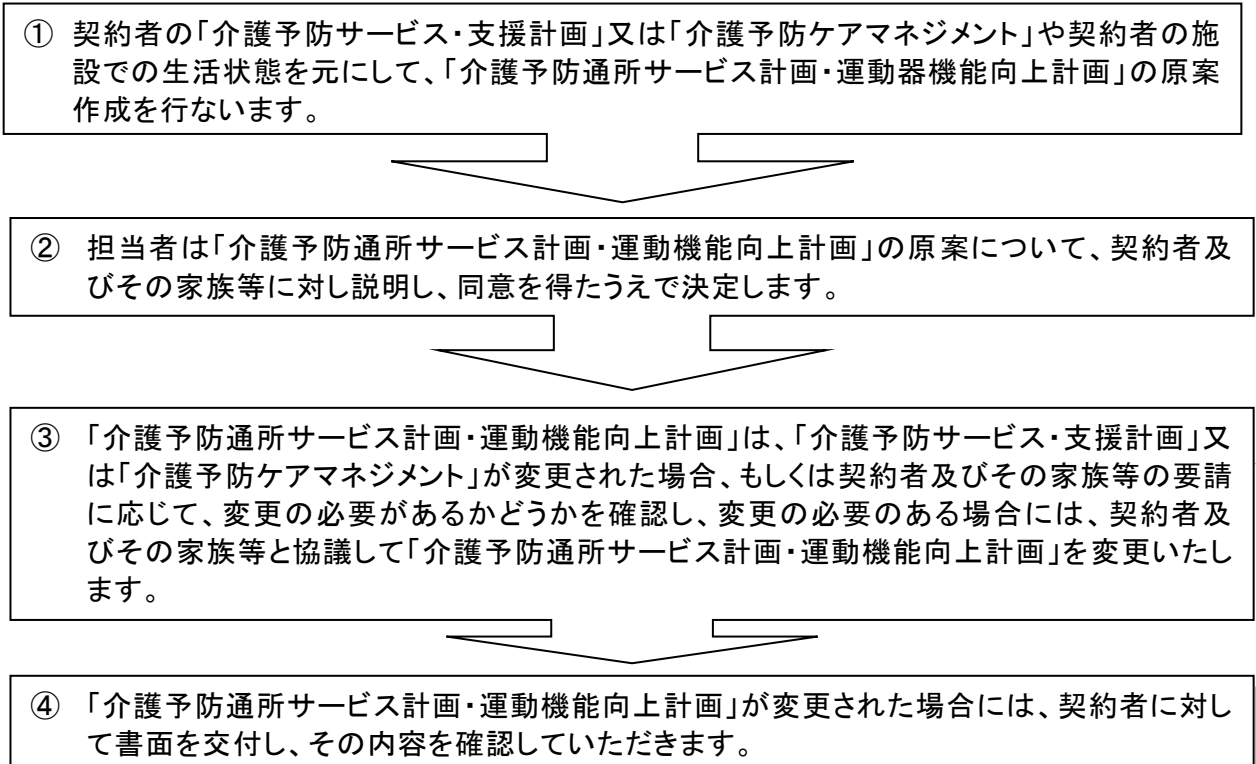 ① 契約者の「介護予防サービス・支援計画」又は「介護予防ケアマネジメント」や契約者の施
設での生活状態を元にして、「介護予防通所サービス計画・運動器機能向上計画」の原案
作成を行ないます。
② 担当者は「介護予防通所サービス計画・運動機能向上計画」の原案について、契約者及
びその家族等に対し説明し、同意を得たうえで決定します。
③ 「介護予防通所サービス計画・運動機能向上計画」は、「介護予防サービス・支援計画」又
は「介護予防ケアマネジメント」が変更された場合、もしくは契約者及びその家族等の要請
に応じて、変更の必要があるかどうかを確認し、変更の必要のある場合には、契約者及
びその家族等と協議して「介護予防通所サービス計画・運動機能向上計画」を変更いたし
ます。
④ 「介護予防通所サービス計画・運動機能向上計画」が変更された場合には、契約者に対し
て書面を交付し、その内容を確認していただきます。